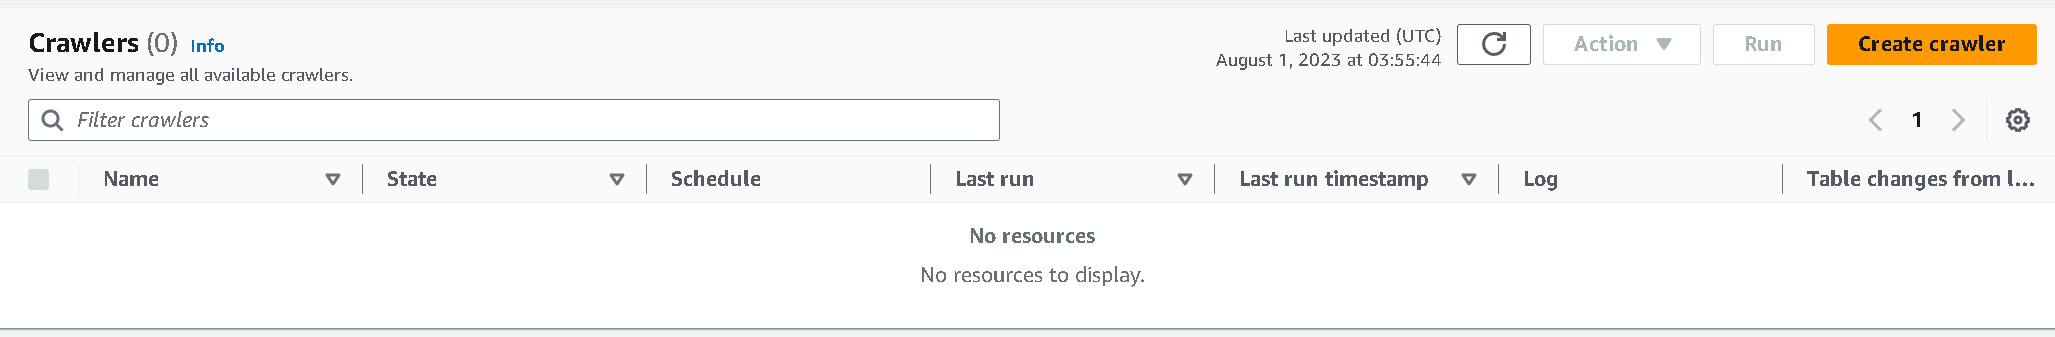 Crawlers (0) Info
View and manage all available crawlers.
Last updated (UTC)
August 1, 2023 at 03:55:44
Action
Run
Create crawler
Filter crawlers
1
Name
State
Schedule
Last run
Last run timestamp
Log
Table changes from l...
No resources
No resources to display.